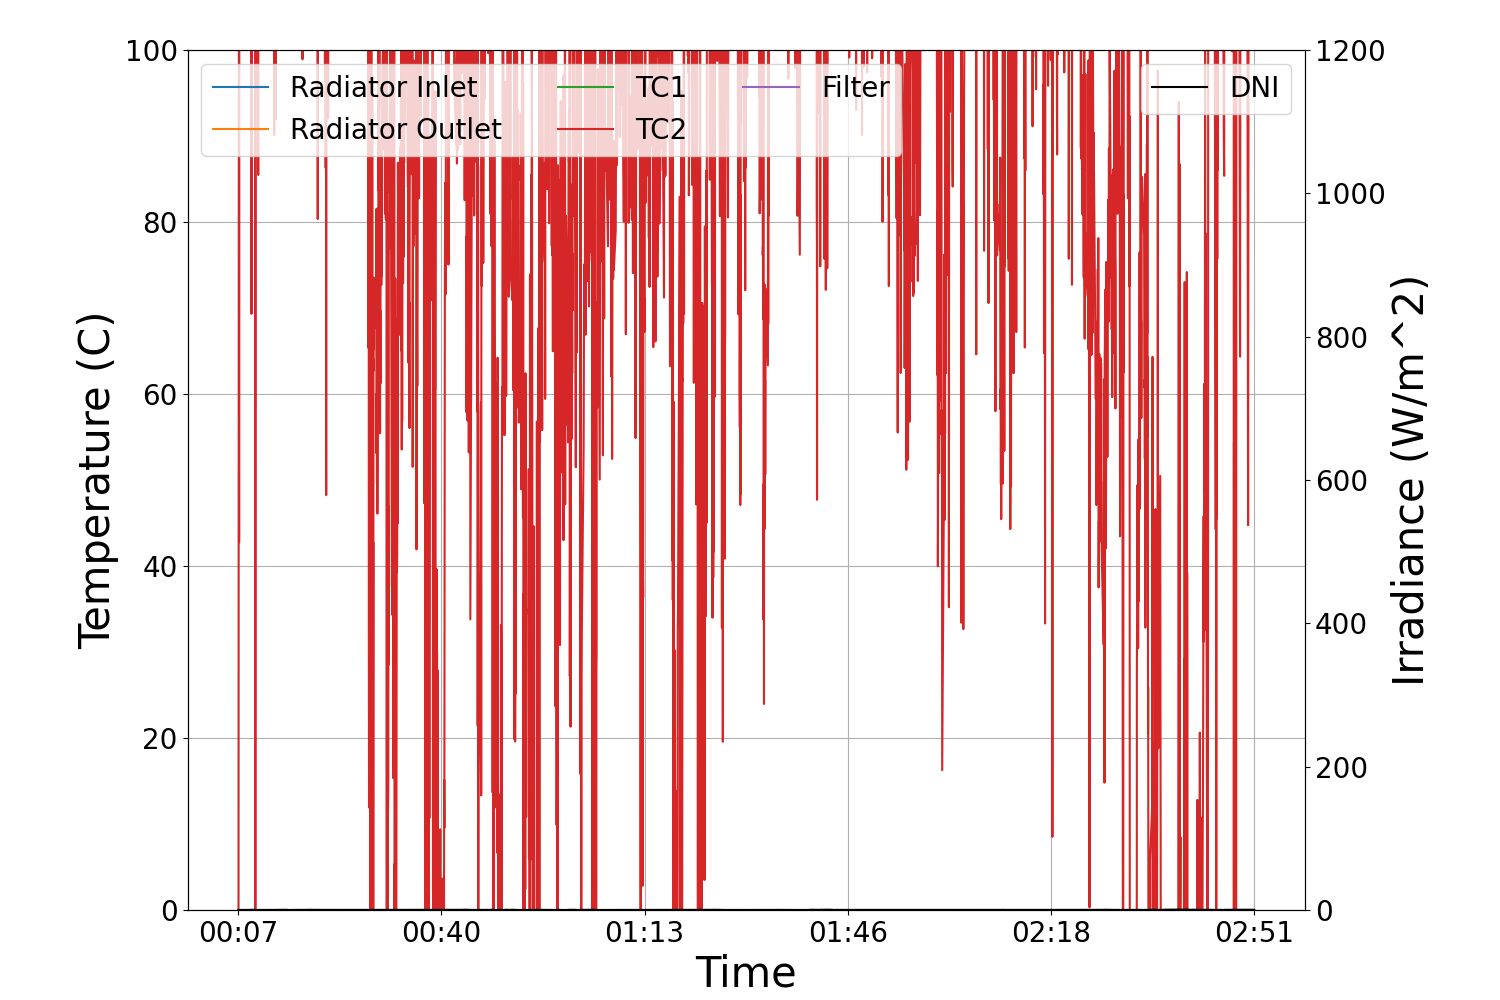 100
80
60
40
20
0
Temperature (C)
Radiator Inlet
Radiator Outlet
TC1
TC2
Filter
DNI
1200
1000
800
600
400
200
0
Irradiance (W/m^2)
00:07
00:40
01:13
01:46
02:18
02:51
Time